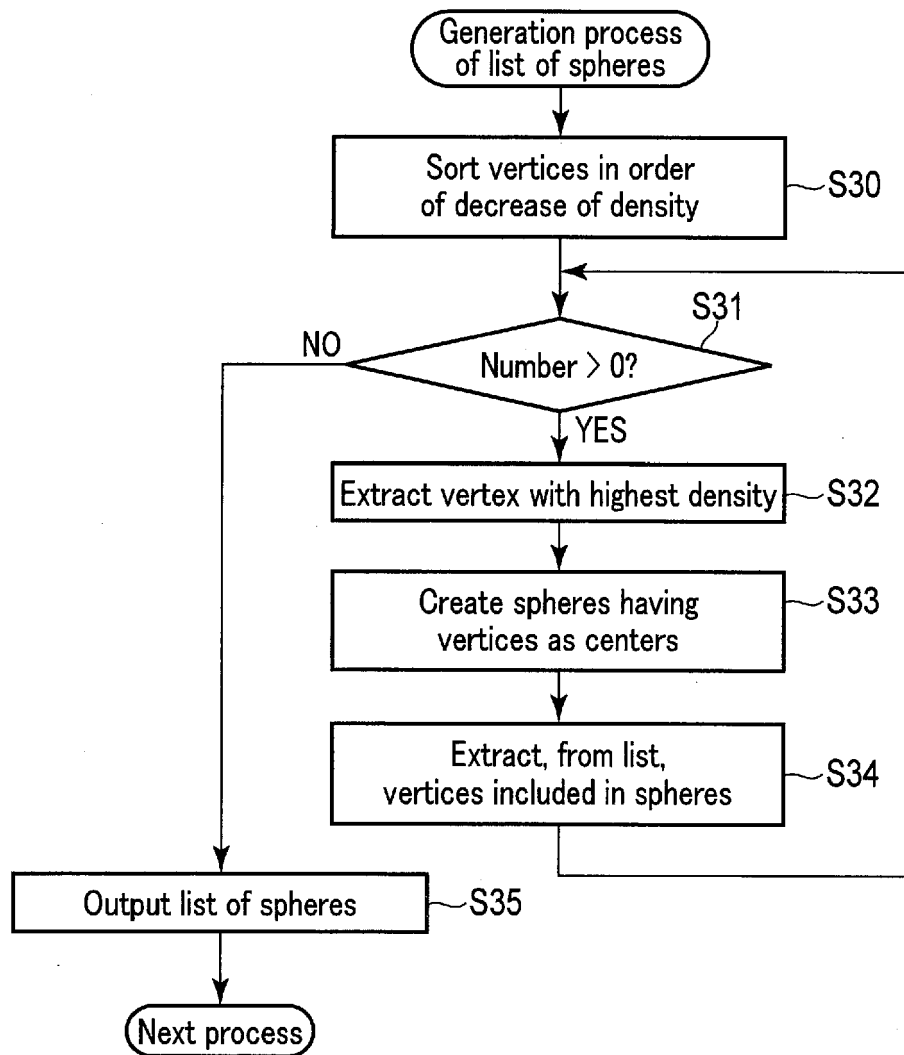 Generation process
of list of spheres
Sort vertices in order
of decrease of density
S30
S31
NO
Number > 0?
YES
Extract vertex with highest density
S32
Create spheres having
vertices as centers
S33
Extract, from list,
vertices included in spheres
S34
Output list of spheres
S35
Next process